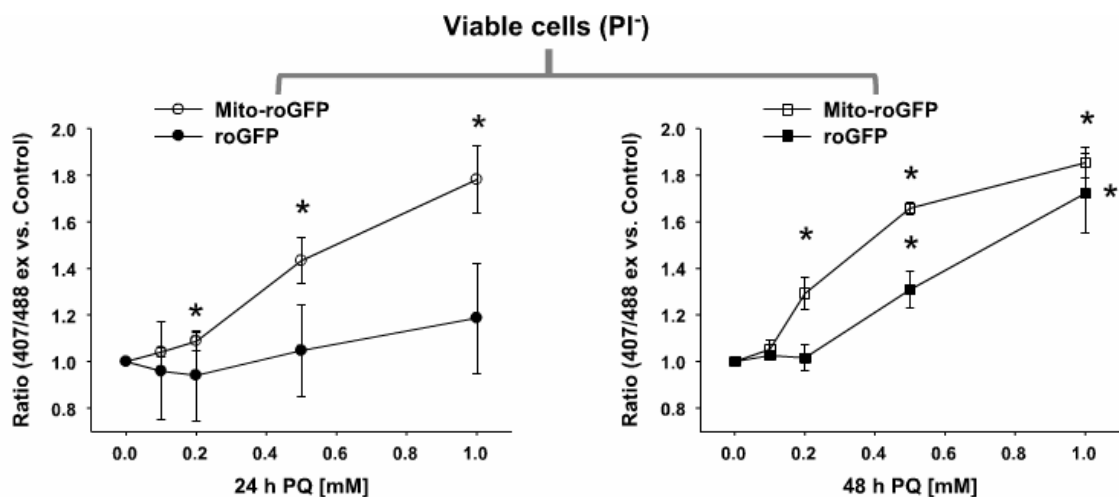 Viable cells (PI⁻)
Mito-roGFP
roGFP
Ratio (407/488 ex vs. Control)
2.0
1.8
1.6
1.4
1.2
1.0
0.8
*
*
*
0.0 0.2 0.4 0.6 0.8 1.0
24 h PQ [mM]
Mito-roGFP
roGFP
Ratio (407/488 ex vs. Control)
2.0
1.8
1.6
1.4
1.2
1.0
0.8
*
*
*
*
*
0.0 0.2 0.4 0.6 0.8 1.0
48 h PQ [mM]